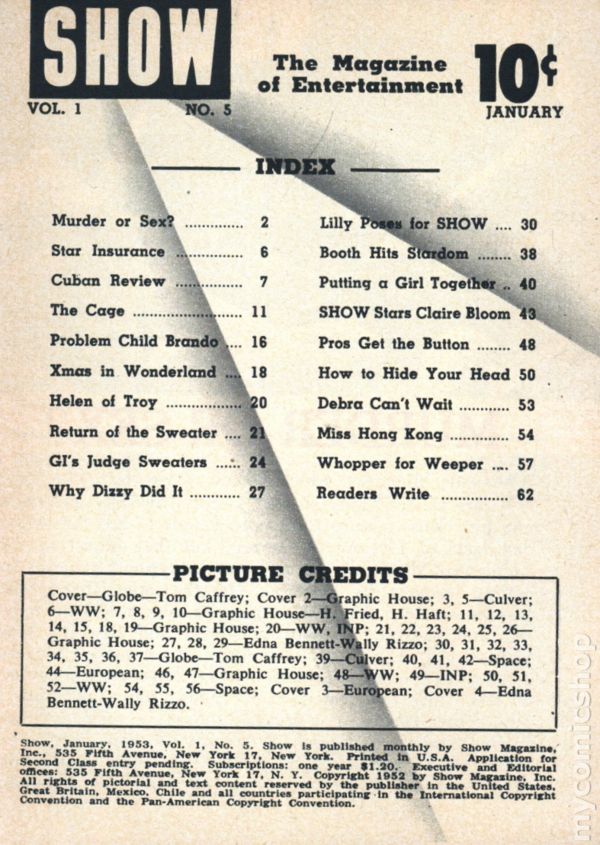 SHOW
The Magazine
of Entertainment
10¢
VOL. 1 NO. 5
JANUARY
INDEX
Murder or Sex? .............. 2
Star Insurance ................ 6
Cuban Review ................ 7
The Cage ..................... 11
Problem Child Brando .... 16
Xmas in Wonderland .... 18
Helen of Troy ................ 20
Return of the Sweater .... 21
GI's Judge Sweaters ...... 24
Why Dizzy Did It ............ 27
Lilly Poses for SHOW .... 30
Booth Hits Stardom ........ 38
Putting a Girl Together .. 40
SHOW Stars Claire Bloom 43
Pros Get the Button ........ 48
How to Hide Your Head 50
Debra Can't Wait ............ 53
Miss Hong Kong .............. 54
Whopper for Weeper .... 57
Readers Write ................ 62
PICTURE CREDITS
Cover—Globe—Tom Caffrey; Cover 2—Graphic House; 3, 5—Culver;
6—WW; 7, 8, 9, 10—Graphic House—H. Fried, H. Haft; 11, 12, 13,
14, 15, 18, 19—Graphic House; 20—WW, INP; 21, 22, 23, 24, 25, 26—
Graphic House; 27, 28, 29—Edna Bennett-Wally Rizzo; 30, 31, 32, 33,
34, 35, 36, 37—Globe—Tom Caffrey; 39—Culver; 40, 41, 42—Space;
44—European; 46, 47—Graphic House; 48—WW; 49—INP; 50, 51,
52—WW; 54, 55, 56—Space; Cover 3—European; Cover 4—Edna
Bennett-Wally Rizzo.
Show, January, 1953, Vol. 1, No. 5. Show is published monthly by Show Magazine,
Inc., 535 Fifth Avenue, New York 17, New York. Printed in U.S.A. Application for
Second Class entry pending. Subscriptions: one year $1.20. Executive and Editorial
offices: 535 Fifth Avenue, New York 17, N. Y. Copyright 1952 by Show Magazine, Inc.
All rights of pictorial and text content reserved by the publisher in the United States,
Great Britain, Mexico, Chile and all countries participating in the International Copyright
Convention and the Pan-American Copyright Convention.
mycomicshop